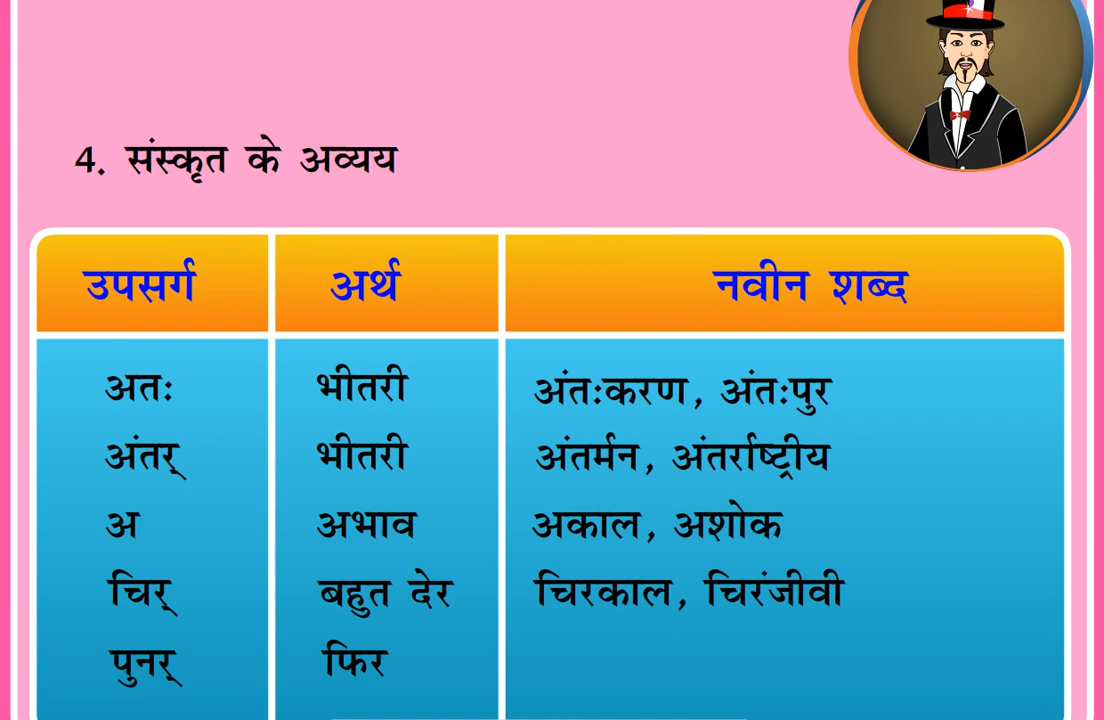 4. संस्कृत के अव्यय
उपसर्ग अर्थ नवीन शब्द
अतः भीतरी अंतःकरण, अंतःपुर
अंतर् भीतरी अंतर्मन, अंतर्राष्ट्रीय
अ अभाव अकाल, अशोक
चिर् बहुत देर चिरकाल, चिरंजीवी
पुनर् फिर